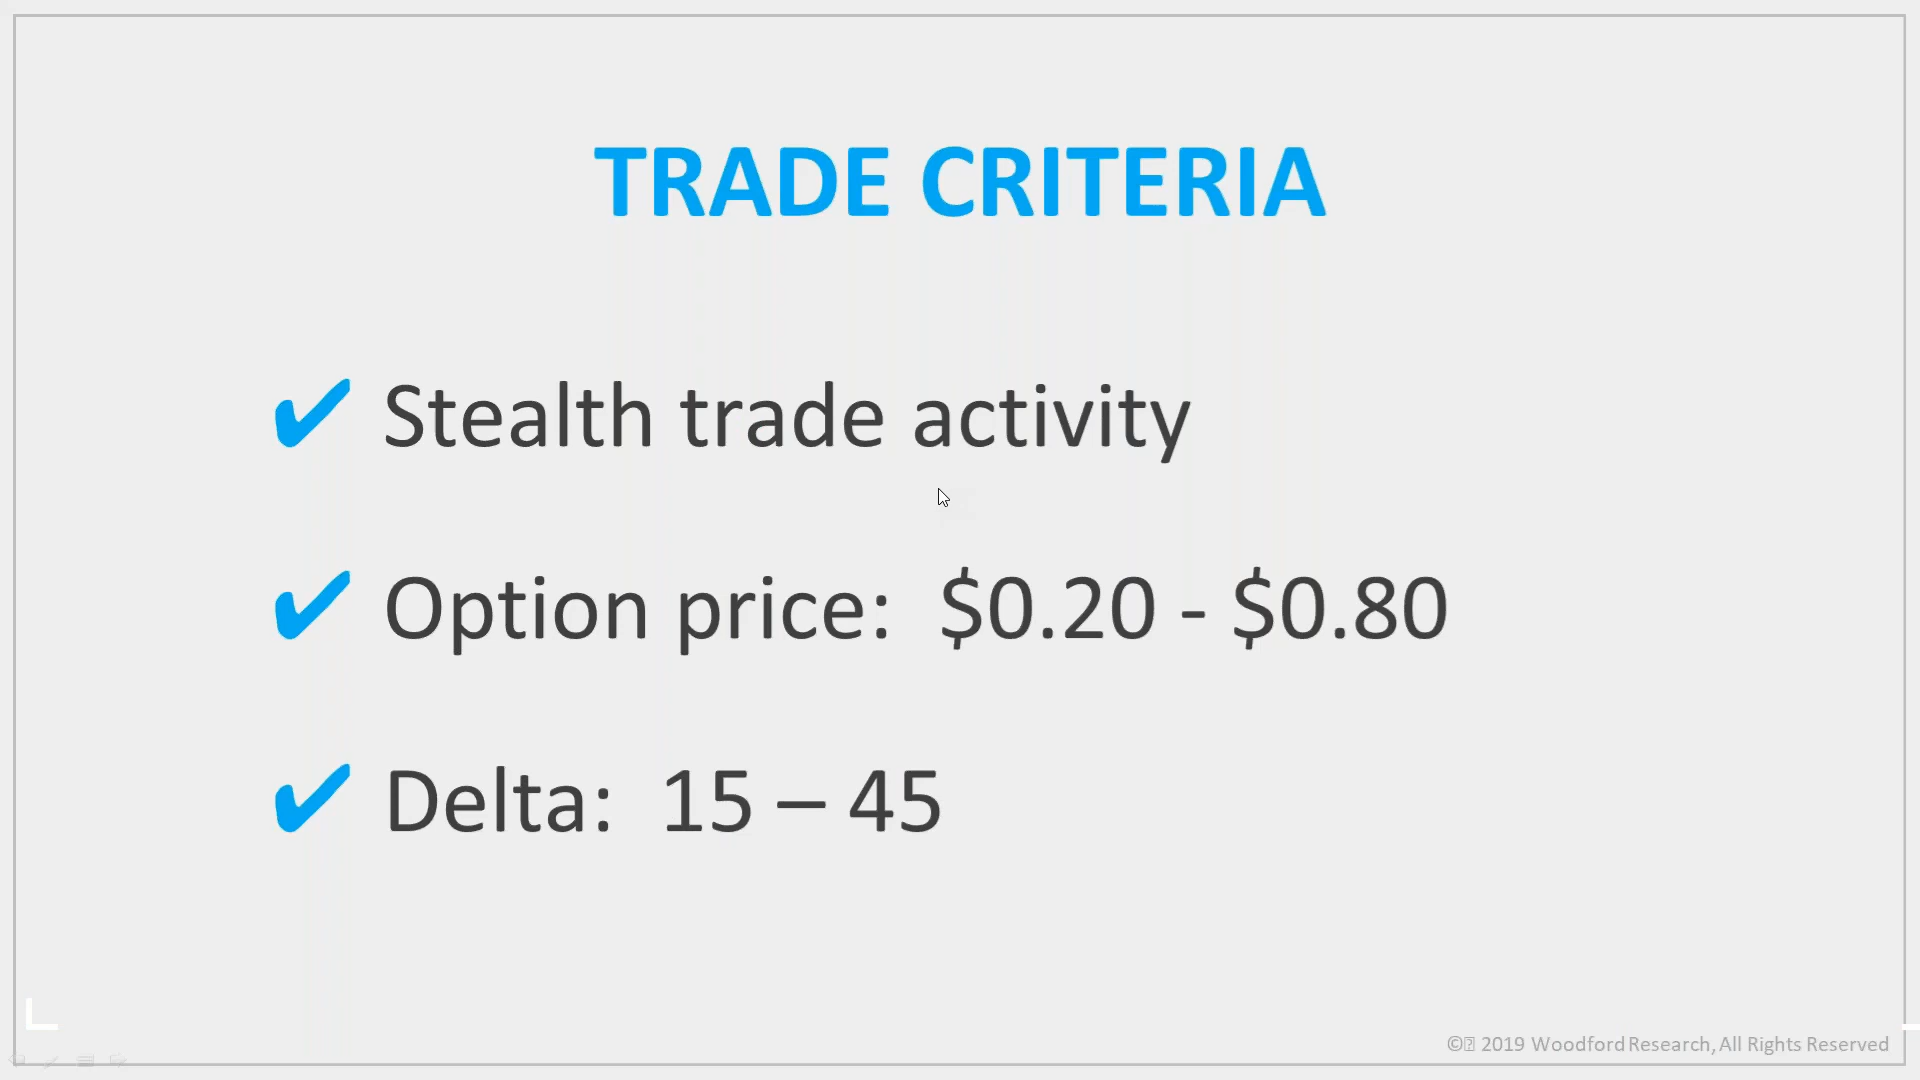 TRADE CRITERIA
✔ Stealth trade activity
✔ Option price: $0.20 - $0.80
✔ Delta: 15 – 45
© 2019 Woodford Research, All Rights Reserved